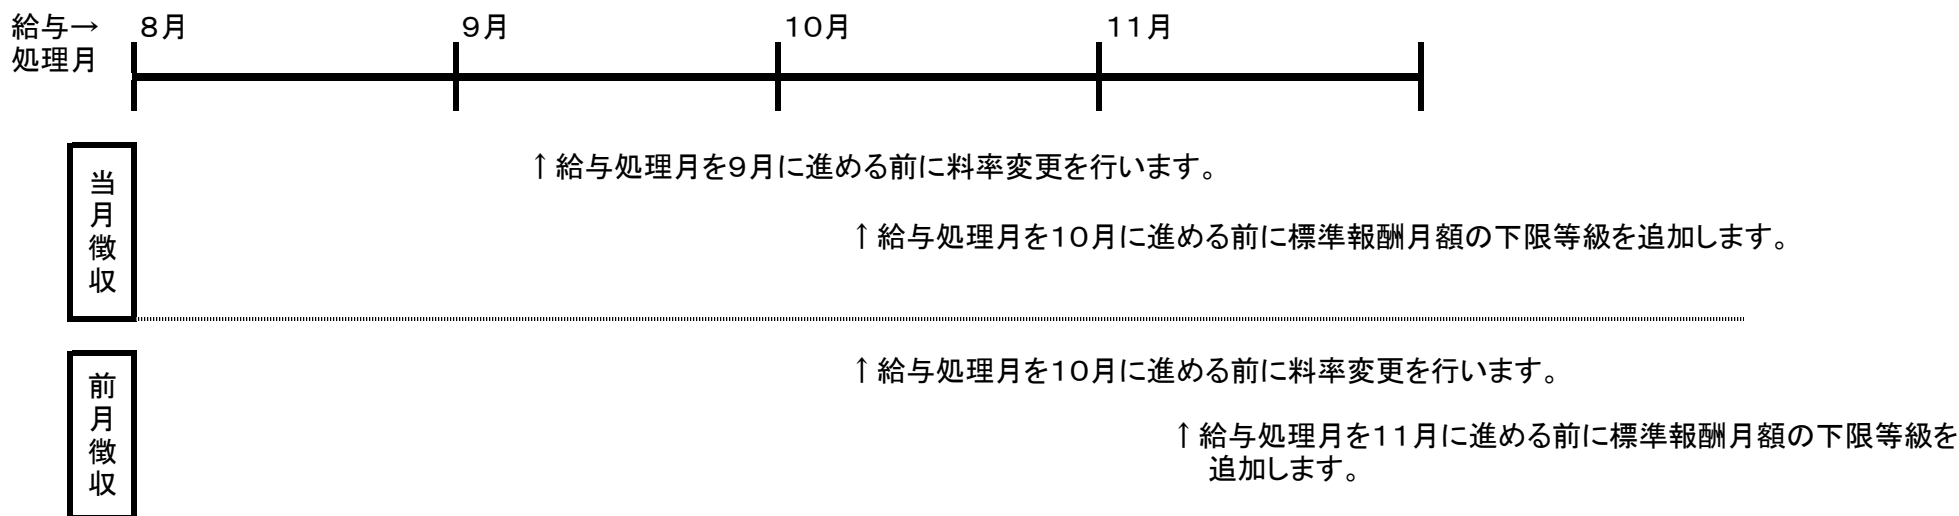 給与→
処理月
８月
９月
１０月
１１月
当月徴収
↑給与処理月を９月に進める前に料率変更を行います。
↑給与処理月を１０月に進める前に標準報酬月額の下限等級を追加します。
前月徴収
↑給与処理月を１０月に進める前に料率変更を行います。
↑給与処理月を１１月に進める前に標準報酬月額の下限等級を
追加します。